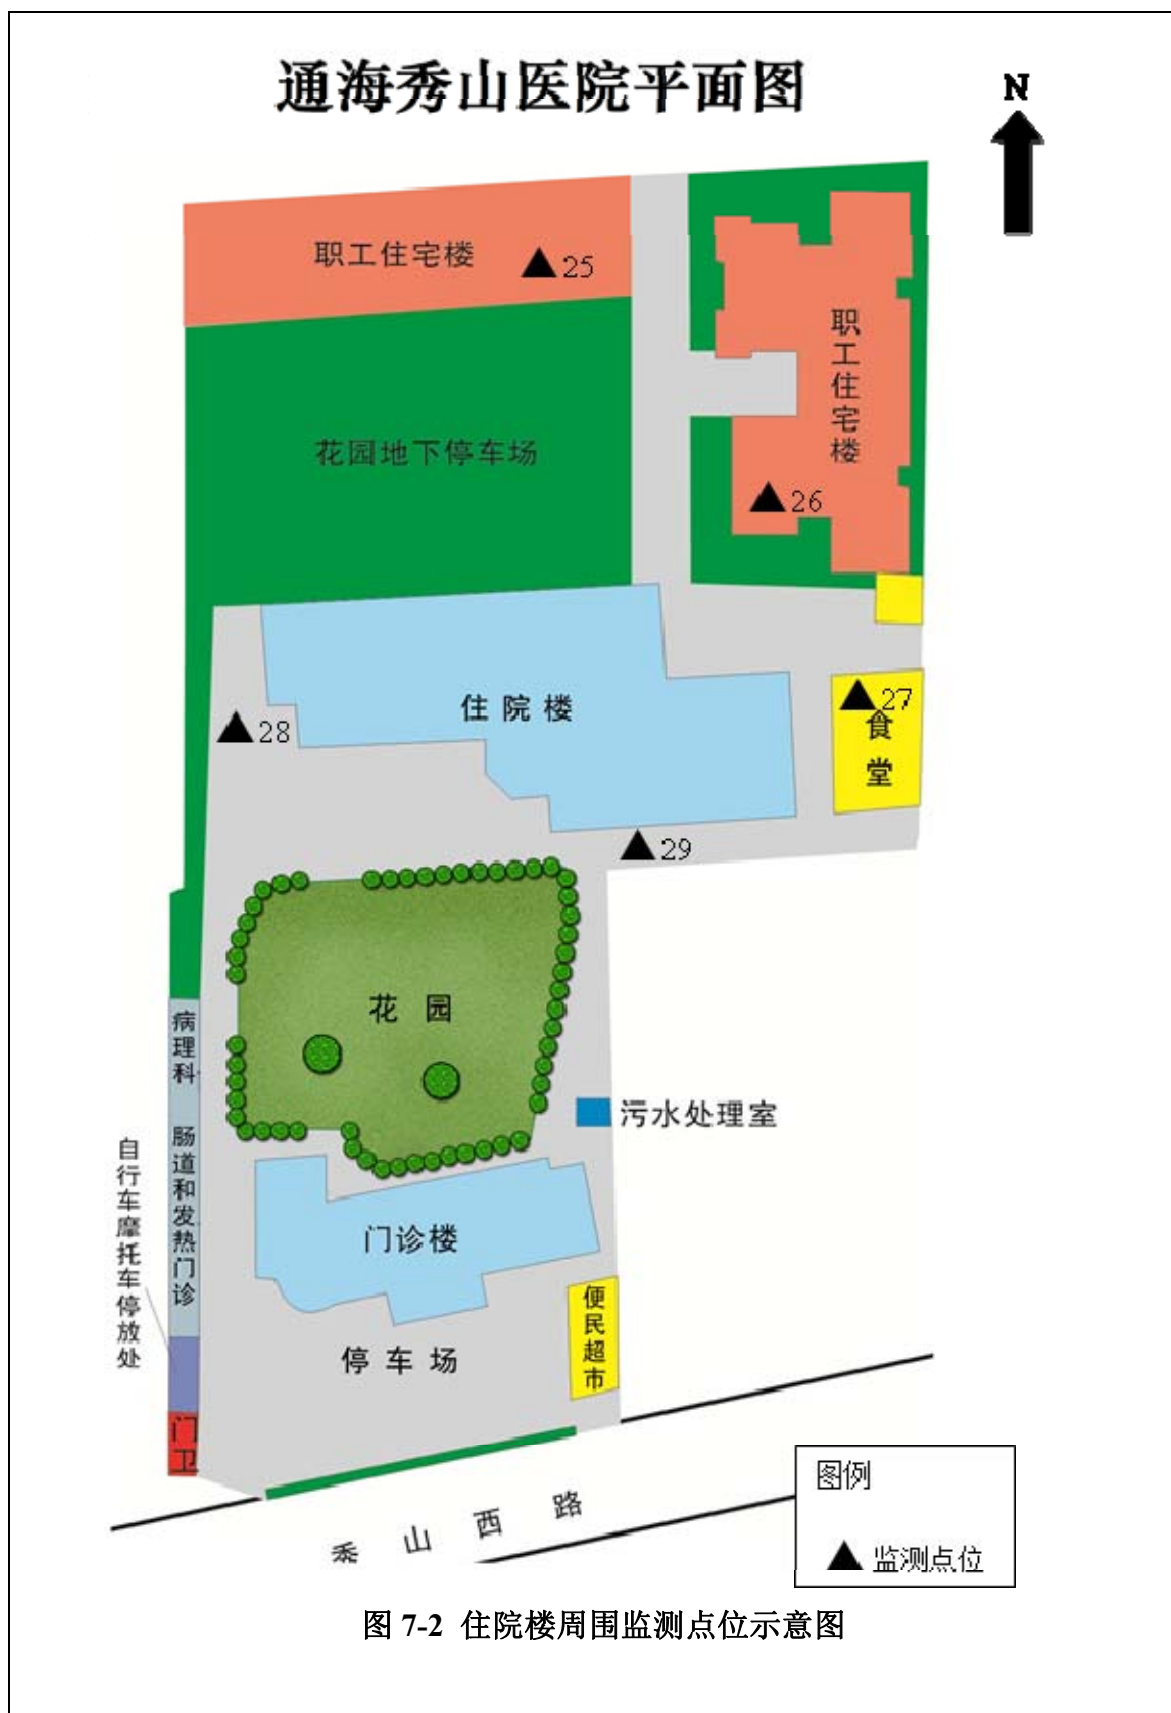 通海秀山医院平面图
N
职工住宅楼
25
职工住宅楼
花园地下停车场
26
住院楼
27
食堂
28
29
花园
病理科
污水处理室
肠道和发热门诊
自行车摩托车停放处
门诊楼
便民超市
停车场
门卫
秀山西路
图例
监测点位
图 7-2 住院楼周围监测点位示意图